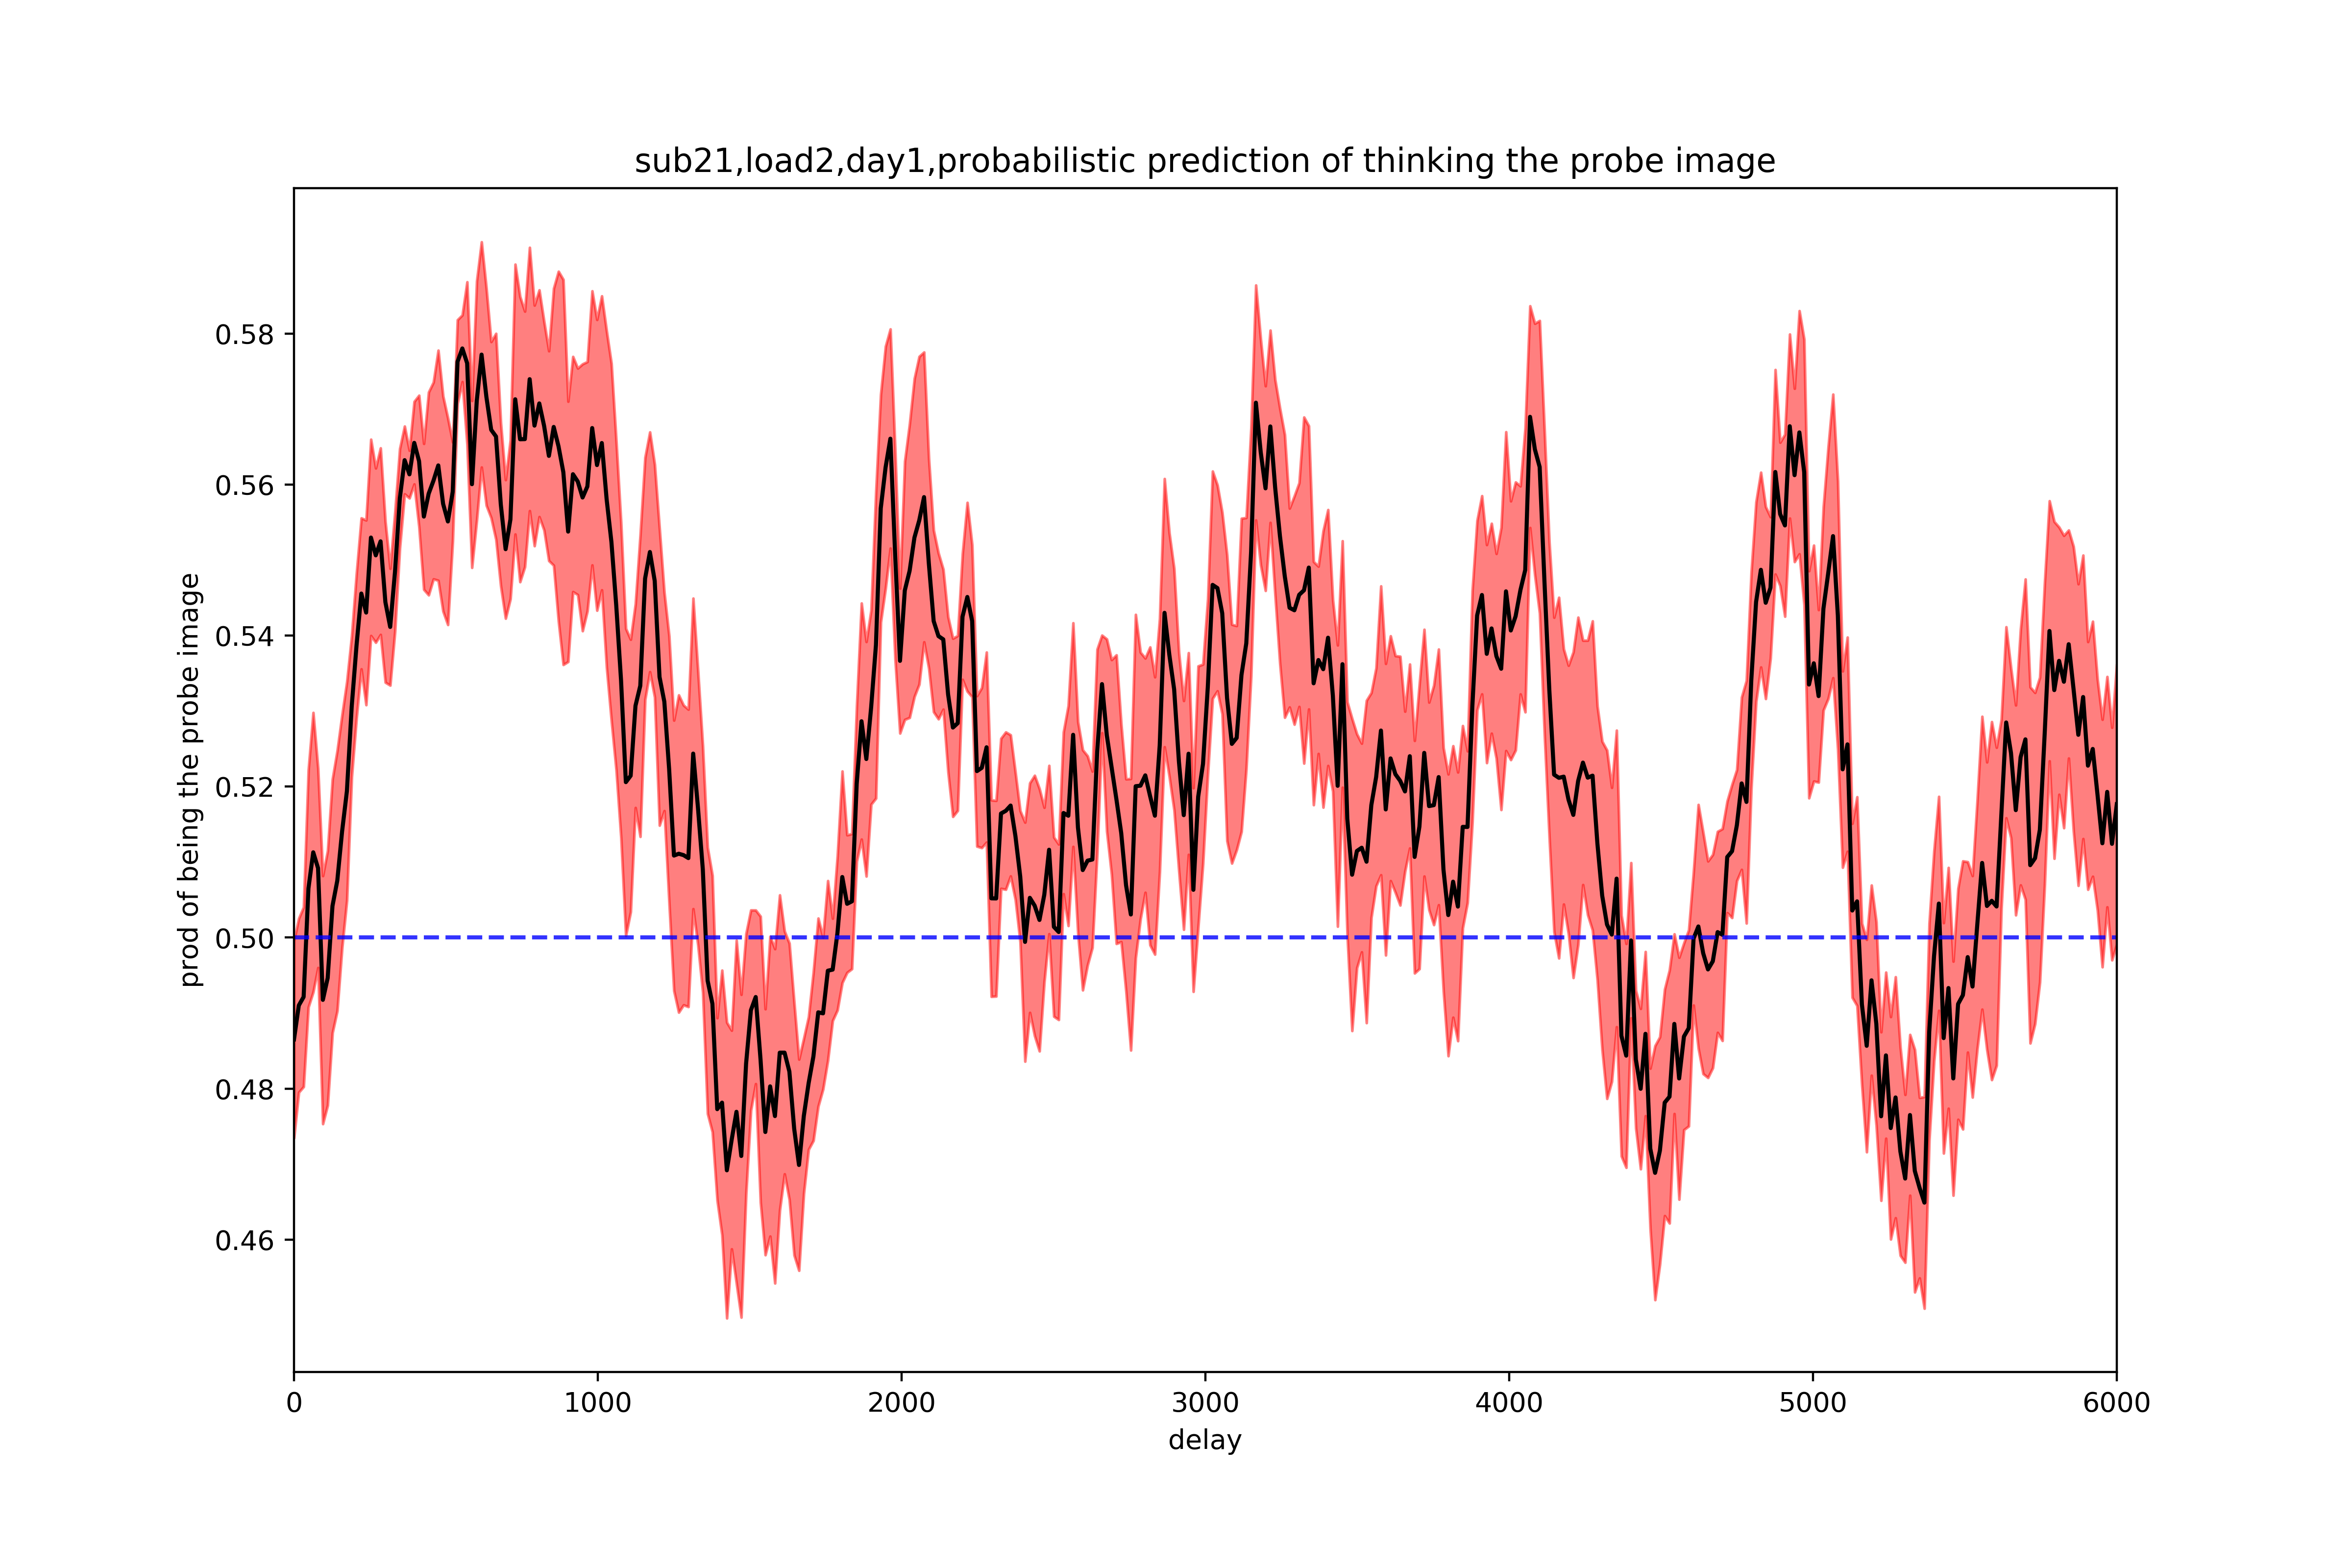 sub21,load2,day1,probabilistic prediction of thinking the probe image
prod of being the probe image
0.58
0.56
0.54
0.52
0.50
0.48
0.46
0 1000 2000 3000 4000 5000 6000
delay